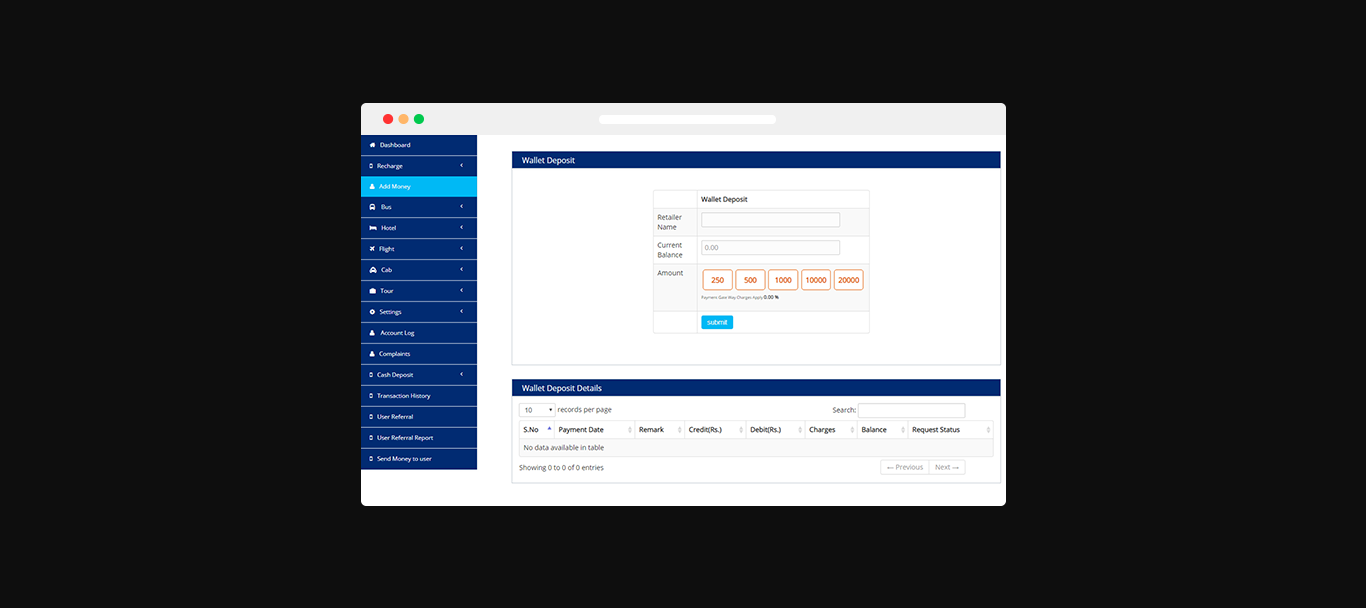 Dashboard
Recharge
Add Money
Bus
Hotel
Flight
Cab
Tour
Settings
Account Log
Complaints
Cash Deposit
Transaction History
User Referral
User Referral Report
Send Money to user
Wallet Deposit
Wallet Deposit
Retailer
Name
Current
Balance
0.00
Amount
250 500 1000 10000 20000
Payment Gate Way Charges Apply 0.00 %
submit
Wallet Deposit Details
10 records per page
Search:
S.No Payment Date Remark Credit(Rs.) Debit(Rs.) Charges Balance Request Status
No data available in table
Showing 0 to 0 of 0 entries
← Previous Next →